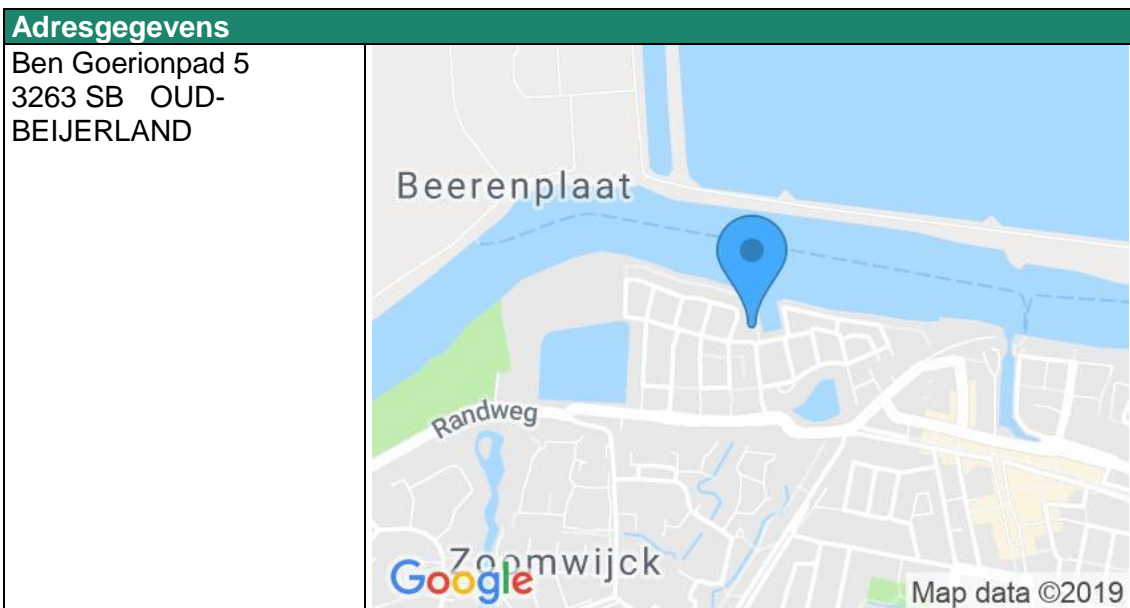 Adresgegevens
Ben Goerionpad 5
3263 SB OUD-
BEIJERLAND
Beerenplaat
Randweg
Zoomwijck
Google
Map data ©2019